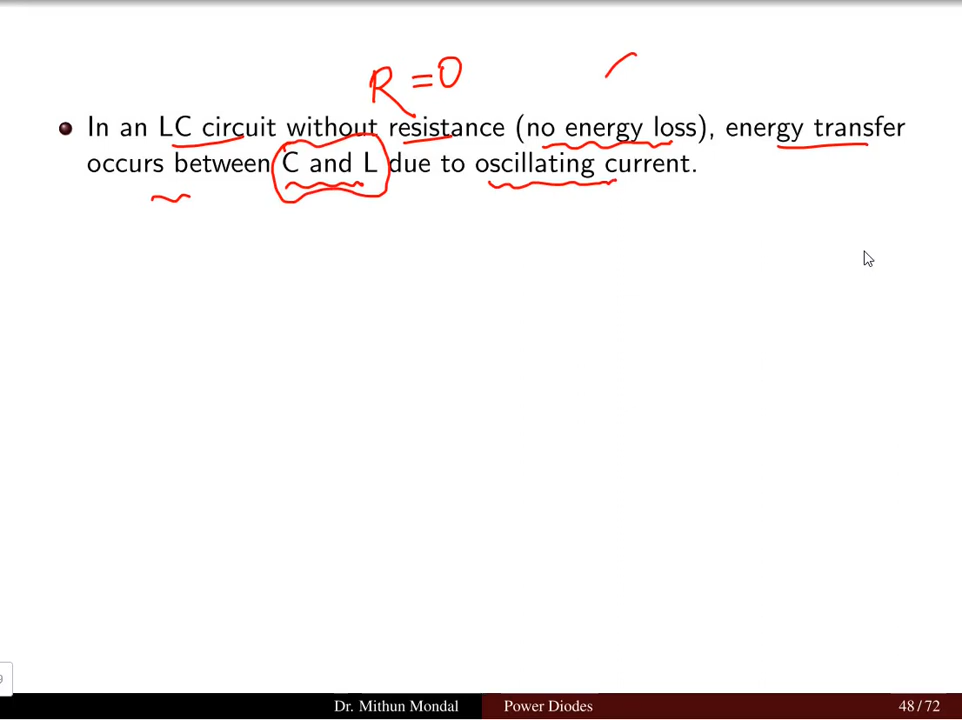 R = 0
In an LC circuit without resistance (no energy loss), energy transfer
occurs between C and L due to oscillating current.
9
Dr. Mithun Mondal Power Diodes 48 / 72